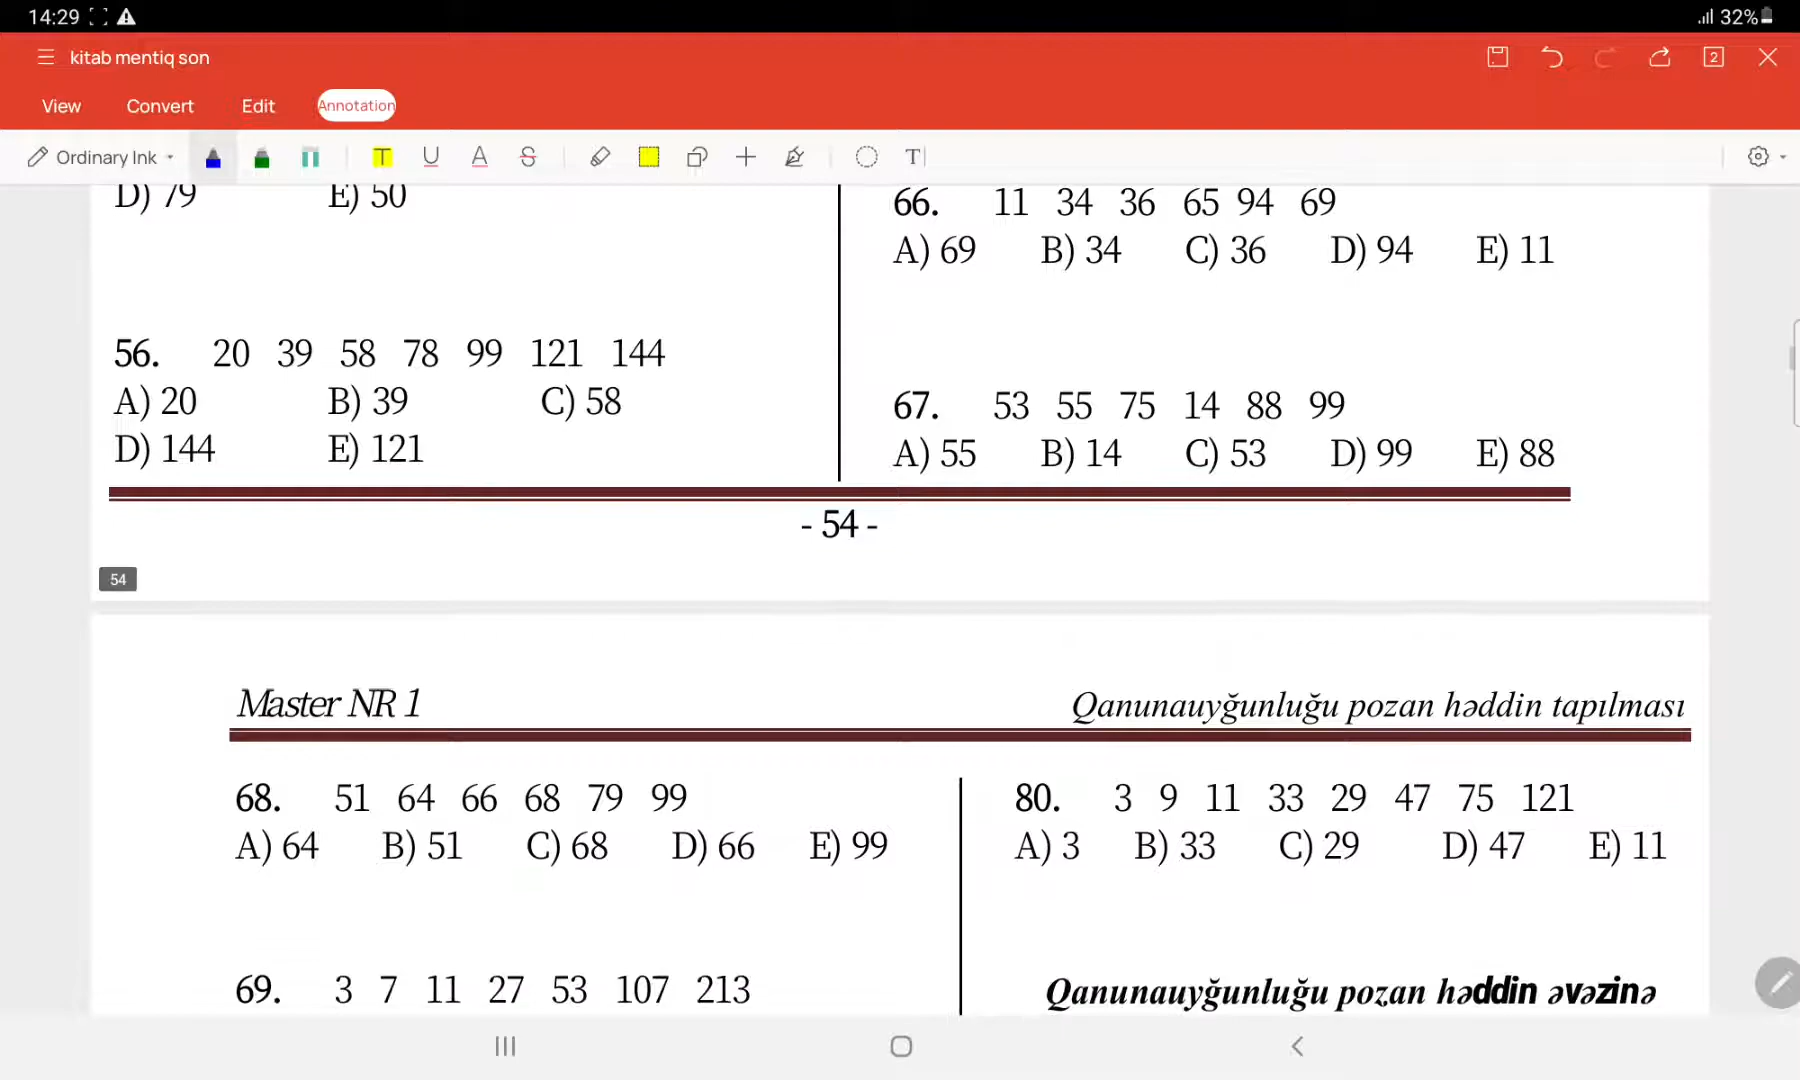 14:29
32%
kitab mentiq son
2
View Convert Edit Annotation
Ordinary Ink
D) 79 E) 50
56. 20 39 58 78 99 121 144
A) 20 B) 39 C) 58
D) 144 E) 121
66. 11 34 36 65 94 69
A) 69 B) 34 C) 36 D) 94 E) 11
67. 53 55 75 14 88 99
A) 55 B) 14 C) 53 D) 99 E) 88
- 54 -
54
Master NR 1 Qanunauyğunluğu pozan həddin tapılması
68. 51 64 66 68 79 99
A) 64 B) 51 C) 68 D) 66 E) 99
69. 3 7 11 27 53 107 213
80. 3 9 11 33 29 47 75 121
A) 3 B) 33 C) 29 D) 47 E) 11
Qanunauyğunluğu pozan həddin əvəzinə